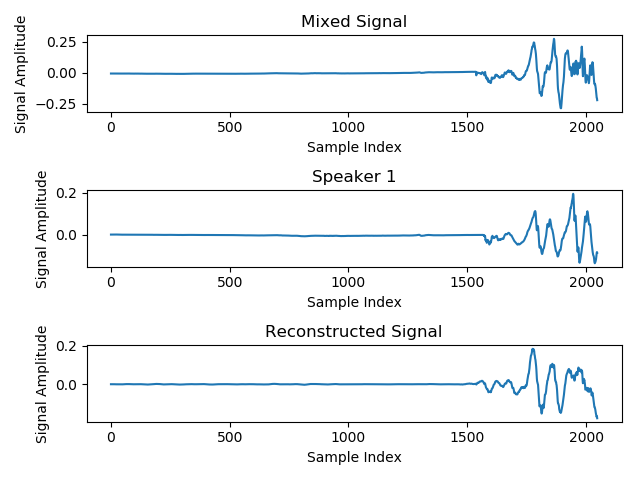 Mixed Signal
Signal Amplitude
0.25
0.00
−0.25
0 500 1000 1500 2000
Sample Index
Speaker 1
Signal Amplitude
0.2
0.0
0 500 1000 1500 2000
Sample Index
Reconstructed Signal
Signal Amplitude
0.2
0.0
0 500 1000 1500 2000
Sample Index